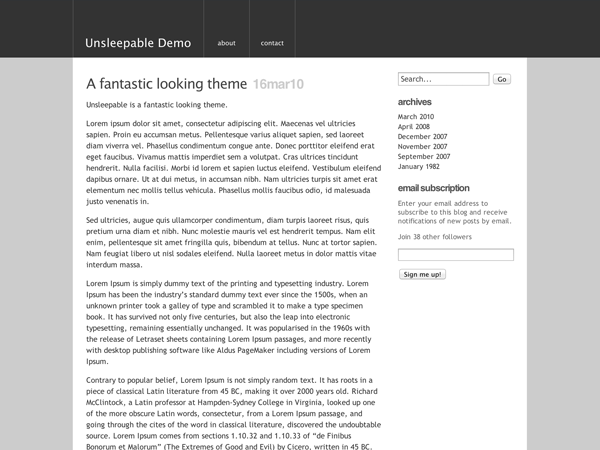 Unsleepable Demo
about
contact
A fantastic looking theme 16mar10
Unsleepable is a fantastic looking theme.
Lorem ipsum dolor sit amet, consectetur adipiscing elit. Maecenas vel ultricies
sapien. Proin eu accumsan metus. Pellentesque varius aliquet sapien, sed laoreet
diam viverra vel. Phasellus condimentum congue ante. Donec porttitor eleifend erat
eget faucibus. Vivamus mattis imperdiet sem a volutpat. Cras ultrices tincidunt
hendrerit. Nulla facilisi. Morbi id lorem et sapien luctus eleifend. Vestibulum eleifend
dapibus ornare. Ut at dui metus, in accumsan nibh. Nam ultricies turpis sit amet erat
elementum nec mollis tellus vehicula. Phasellus mollis faucibus odio, id malesuada
justo venenatis in.
Sed ultricies, augue quis ullamcorper condimentum, diam turpis laoreet risus, quis
pretium urna diam et nibh. Nunc molestie mauris vel est hendrerit tempus. Nam elit
enim, pellentesque sit amet fringilla quis, bibendum at tellus. Nunc at tortor sapien.
Nam feugiat libero ut nisl sodales eleifend. Nulla laoreet metus in dolor mattis vitae
interdum massa.
Lorem Ipsum is simply dummy text of the printing and typesetting industry. Lorem
Ipsum has been the industry's standard dummy text ever since the 1500s, when an
unknown printer took a galley of type and scrambled it to make a type specimen
book. It has survived not only five centuries, but also the leap into electronic
typesetting, remaining essentially unchanged. It was popularised in the 1960s with
the release of Letraset sheets containing Lorem Ipsum passages, and more recently
with desktop publishing software like Aldus PageMaker including versions of Lorem
Ipsum.
Contrary to popular belief, Lorem Ipsum is not simply random text. It has roots in a
piece of classical Latin literature from 45 BC, making it over 2000 years old. Richard
McClintock, a Latin professor at Hampden-Sydney College in Virginia, looked up one
of the more obscure Latin words, consectetur, from a Lorem Ipsum passage, and
going through the cites of the word in classical literature, discovered the undoubtable
source. Lorem Ipsum comes from sections 1.10.32 and 1.10.33 of “de Finibus
Bonorum et Malorum” (The Extremes of Good and Evil) by Cicero, written in 45 BC.
Search...
Go
archives
March 2010
April 2008
December 2007
November 2007
September 2007
January 1982
email subscription
Enter your email address to
subscribe to this blog and receive
notifications of new posts by email.
Join 38 other followers
Sign me up!